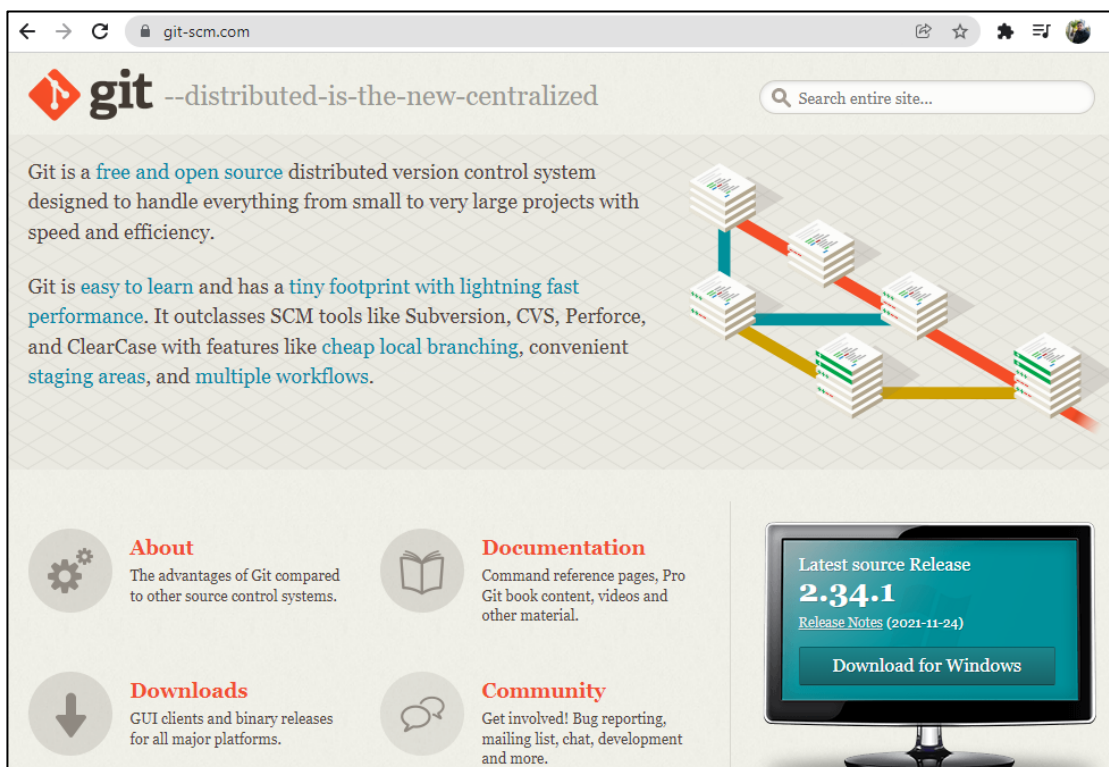 git-scm.com
git --distributed-is-the-new-centralized
Search entire site...
Git is a free and open source distributed version control system
designed to handle everything from small to very large projects with
speed and efficiency.
Git is easy to learn and has a tiny footprint with lightning fast
performance. It outclasses SCM tools like Subversion, CVS, Perforce,
and ClearCase with features like cheap local branching, convenient
staging areas, and multiple workflows.
About
The advantages of Git compared
to other source control systems.
Documentation
Command reference pages, Pro
Git book content, videos and
other material.
Downloads
GUI clients and binary releases
for all major platforms.
Community
Get involved! Bug reporting,
mailing list, chat, development
and more.
Latest source Release
2.34.1
Release Notes (2021-11-24)
Download for Windows